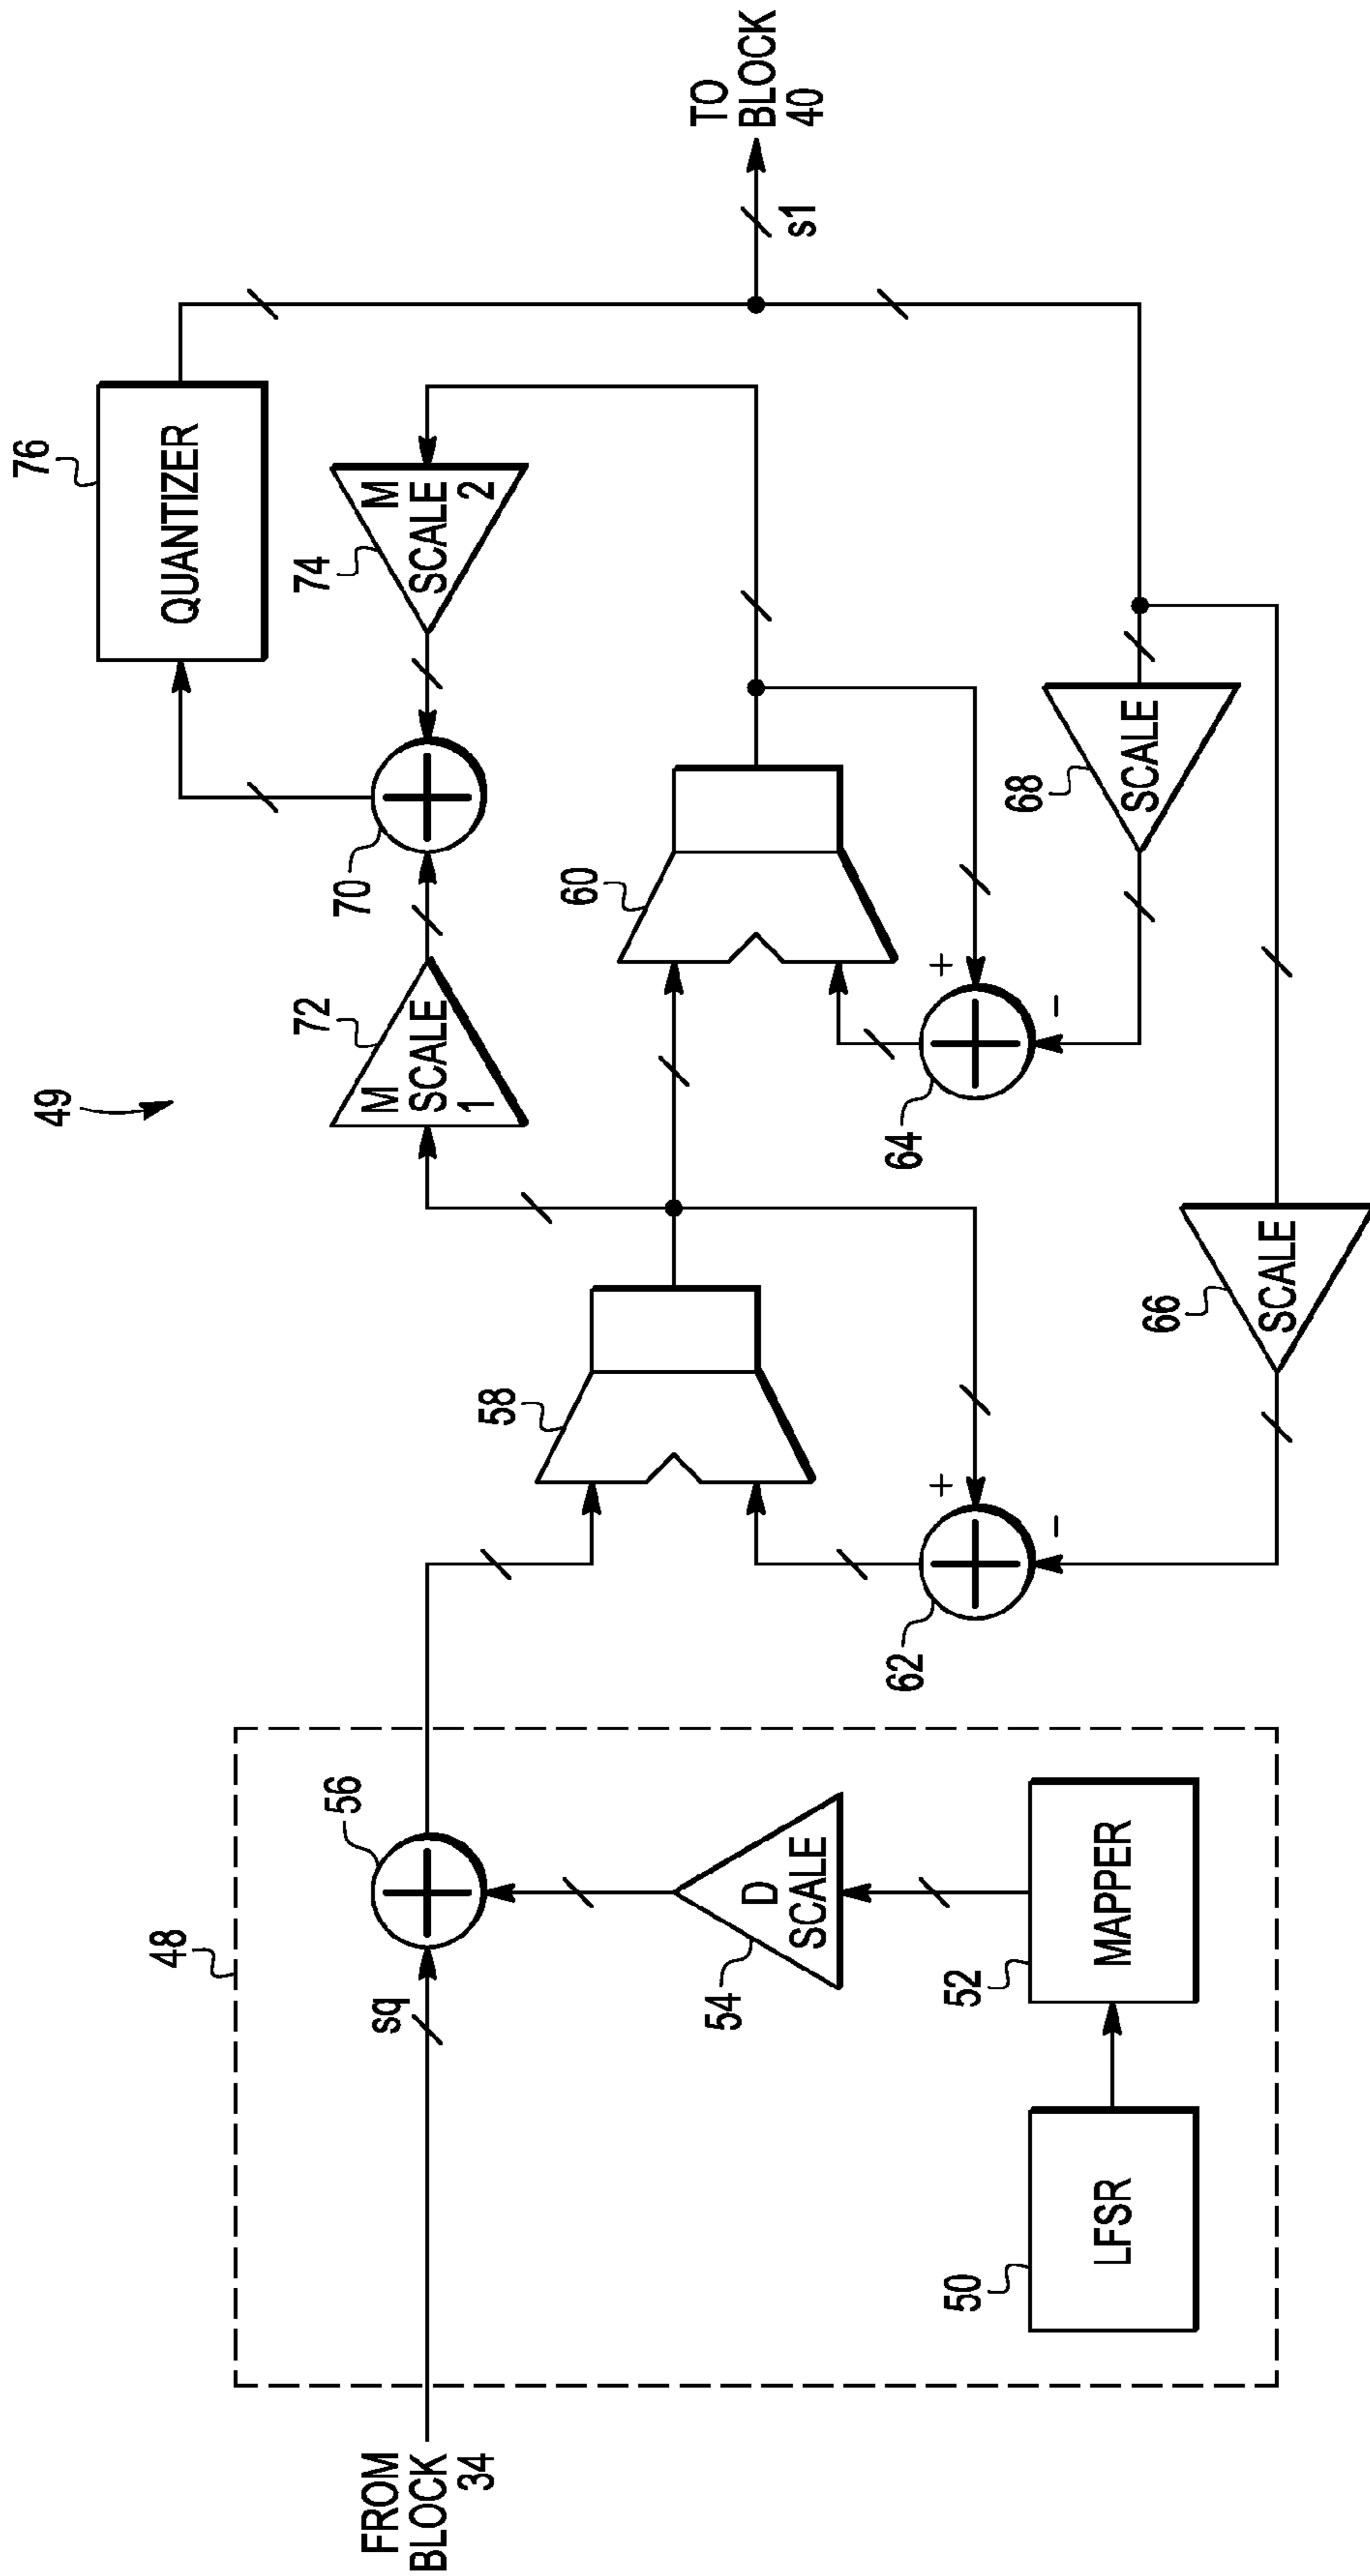 49
FROM
BLOCK
34
sq
48
56
54
D
SCALE
50
LFSR
52
MAPPER
58
62
+
-
72
M
SCALE
1
70
74
M
SCALE
2
76
QUANTIZER
60
64
+
-
68
SCALE
66
SCALE
s1
TO
BLOCK
40